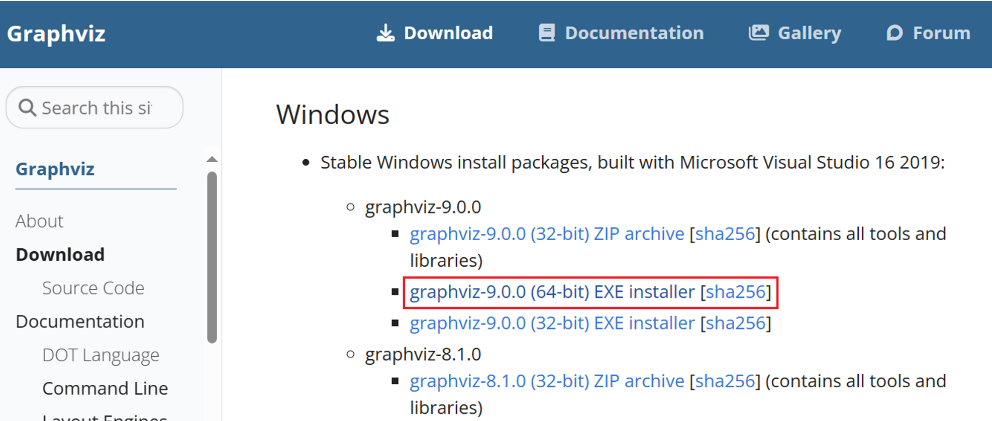 Graphviz
Download
Documentation
Gallery
Forum
Search this si
Graphviz
About
Download
Source Code
Documentation
DOT Language
Command Line
Layout Engines
Windows
Stable Windows install packages, built with Microsoft Visual Studio 16 2019:
graphviz-9.0.0
graphviz-9.0.0 (32-bit) ZIP archive [sha256] (contains all tools and
libraries)
graphviz-9.0.0 (64-bit) EXE installer [sha256]
graphviz-9.0.0 (32-bit) EXE installer [sha256]
graphviz-8.1.0
graphviz-8.1.0 (32-bit) ZIP archive [sha256] (contains all tools and
libraries)